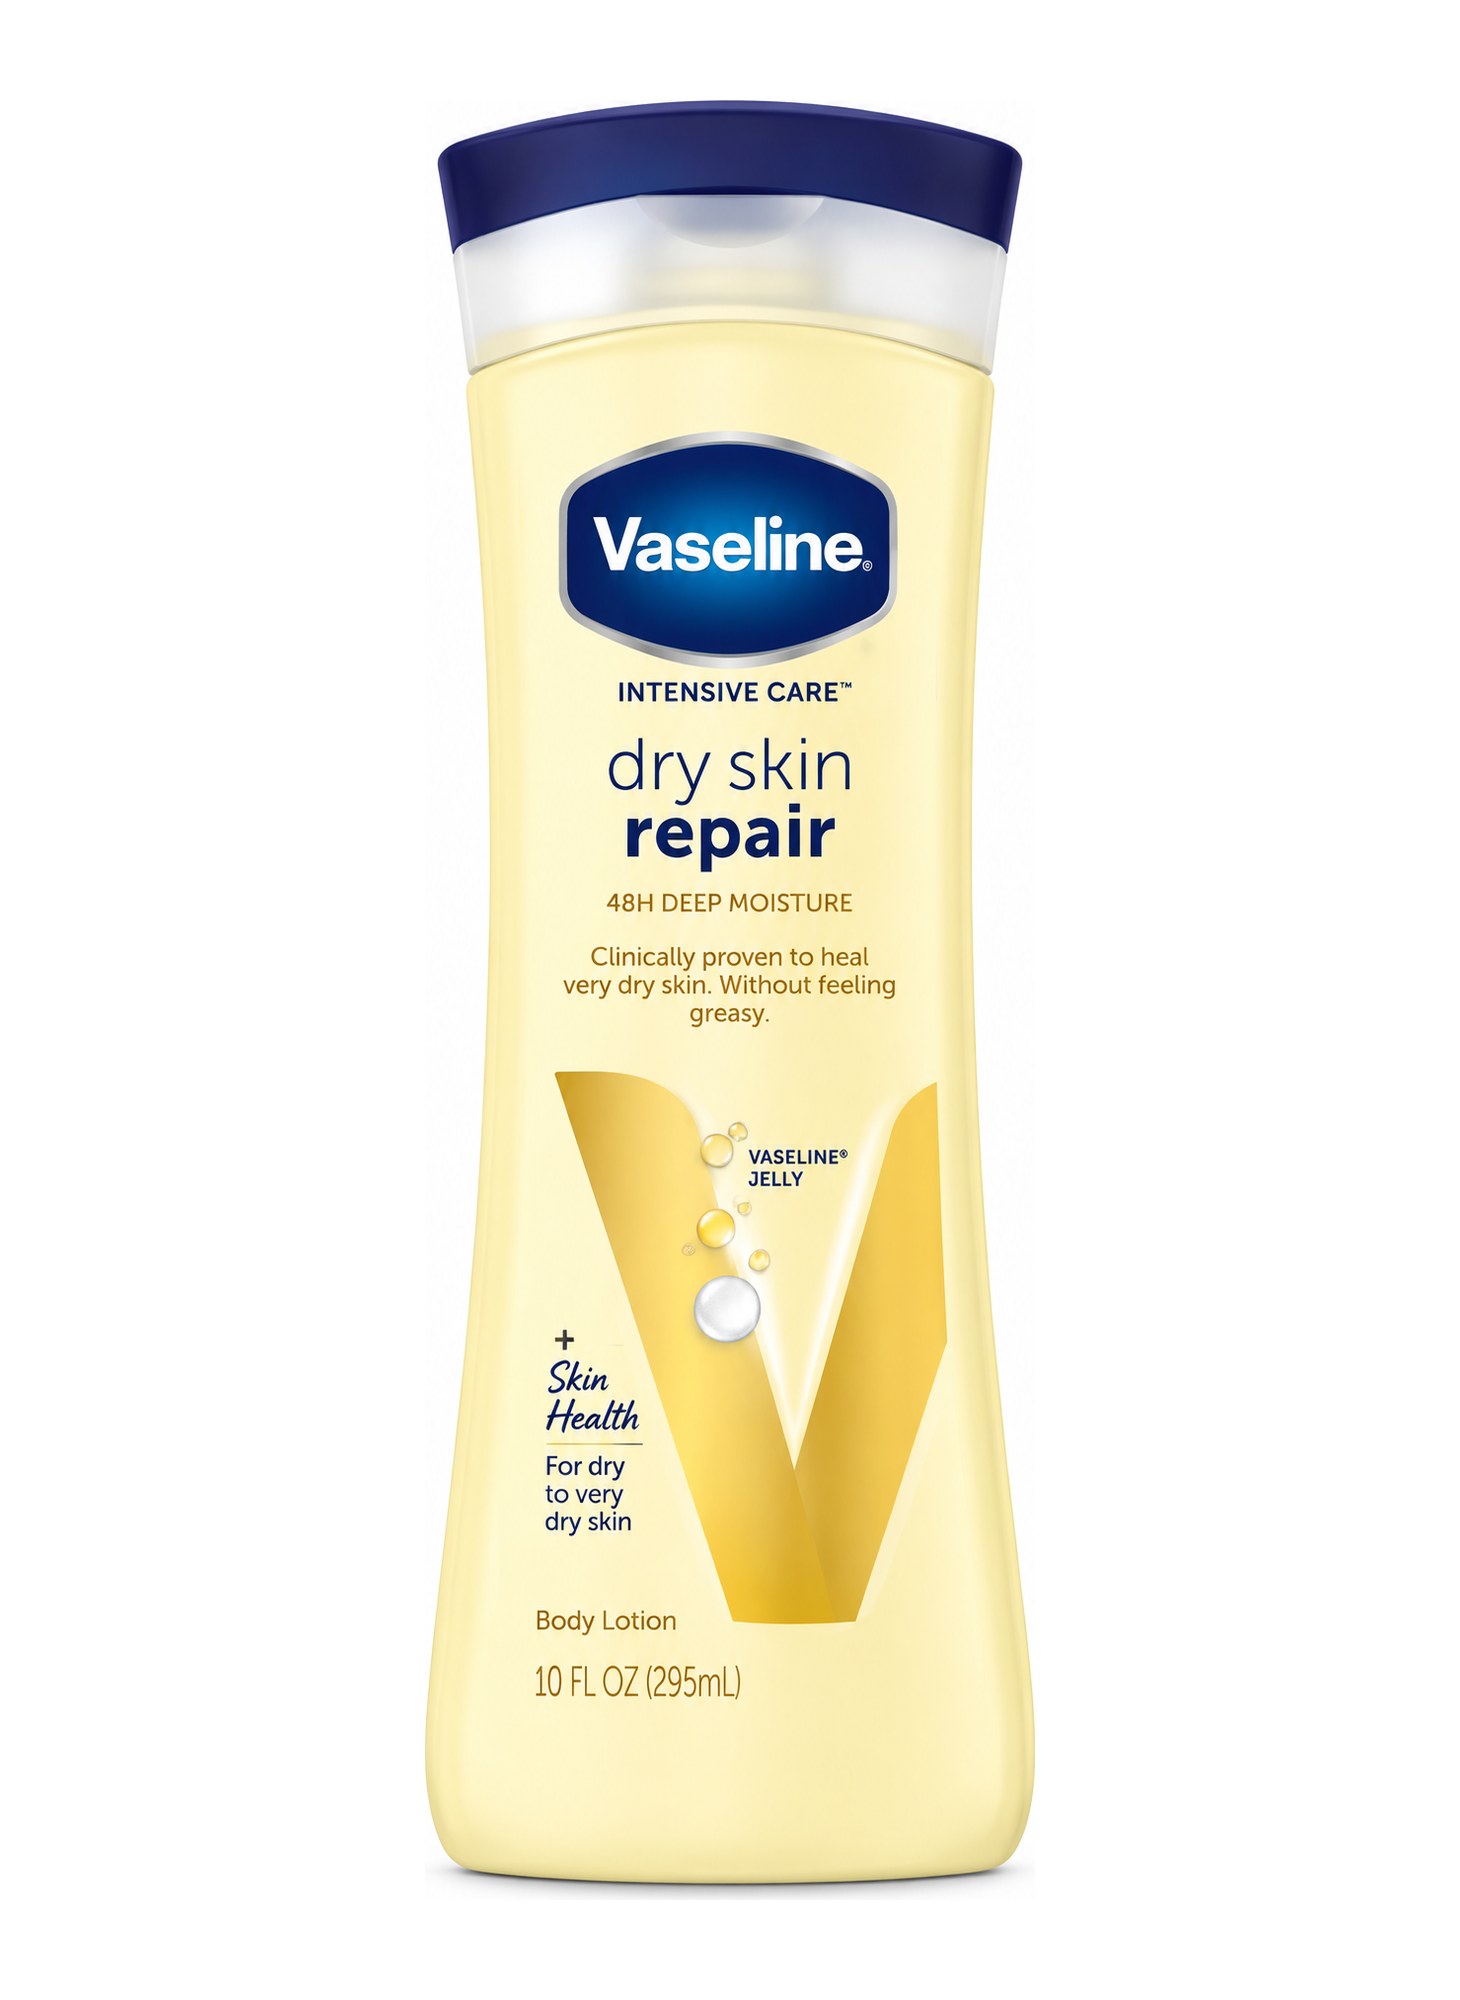 Vaseline®
INTENSIVE CARE™
dry skin
repair
48H DEEP MOISTURE
Clinically proven to heal
very dry skin. Without feeling
greasy.
VASELINE®
JELLY
+
Skin
Health
For dry
to very
dry skin
Body Lotion
10 FL OZ (295mL)